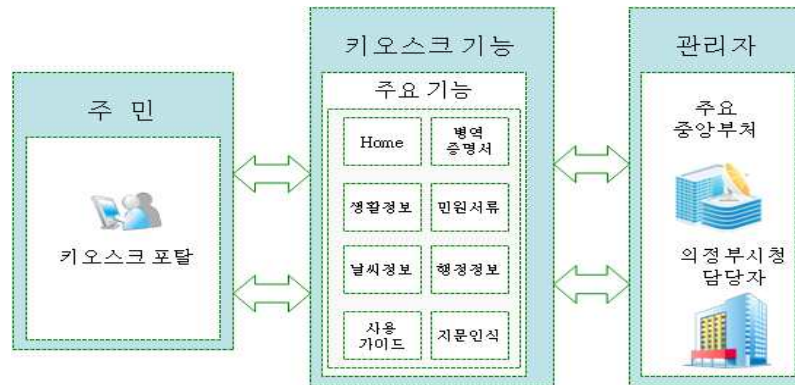 주 민
키오스크 포탈
키오스크 기능
주요 기능
Home
병역
증명서
생활정보
민원서류
날씨정보
행정정보
사용
가이드
지문인식
관리자
주요
중앙부처
의정부시청
담당자